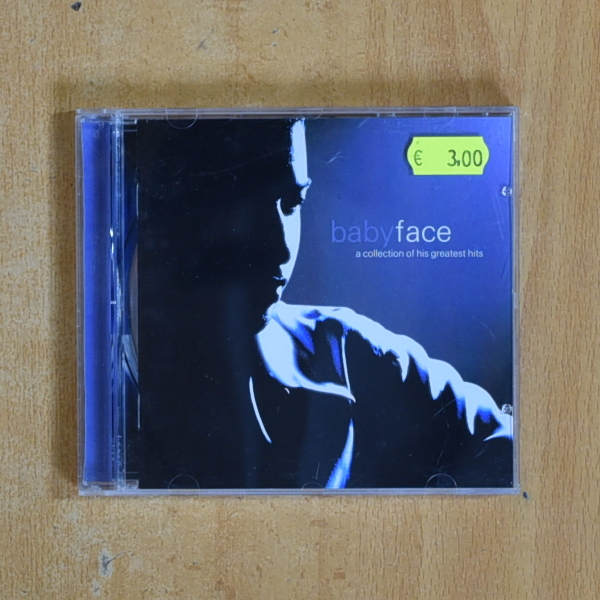 € 3.00
babyface
a collection of his greatest hits